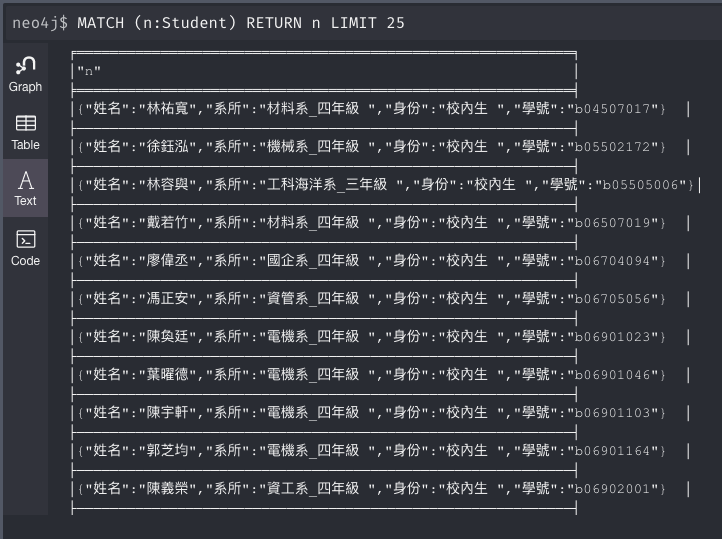 neo4j$ MATCH (n:Student) RETURN n LIMIT 25
Graph
Table
Text
Code
"n"
{"姓名":"林祐寬","系所":"材料系_四年級 ","身份":"校內生 ","學號":"b04507017"}
{"姓名":"徐鈺泓","系所":"機械系_四年級 ","身份":"校內生 ","學號":"b05502172"}
{"姓名":"林容與","系所":"工科海洋系_三年級 ","身份":"校內生 ","學號":"b05505006"}
{"姓名":"戴若竹","系所":"材料系_四年級 ","身份":"校內生 ","學號":"b06507019"}
{"姓名":"廖偉丞","系所":"國企系_四年級 ","身份":"校內生 ","學號":"b06704094"}
{"姓名":"馮正安","系所":"資管系_四年級 ","身份":"校內生 ","學號":"b06705056"}
{"姓名":"陳奐廷","系所":"電機系_四年級 ","身份":"校內生 ","學號":"b06901023"}
{"姓名":"葉曜德","系所":"電機系_四年級 ","身份":"校內生 ","學號":"b06901046"}
{"姓名":"陳宇軒","系所":"電機系_四年級 ","身份":"校內生 ","學號":"b06901103"}
{"姓名":"郭芝均","系所":"電機系_四年級 ","身份":"校內生 ","學號":"b06901164"}
{"姓名":"陳義榮","系所":"資工系_四年級 ","身份":"校內生 ","學號":"b06902001"}